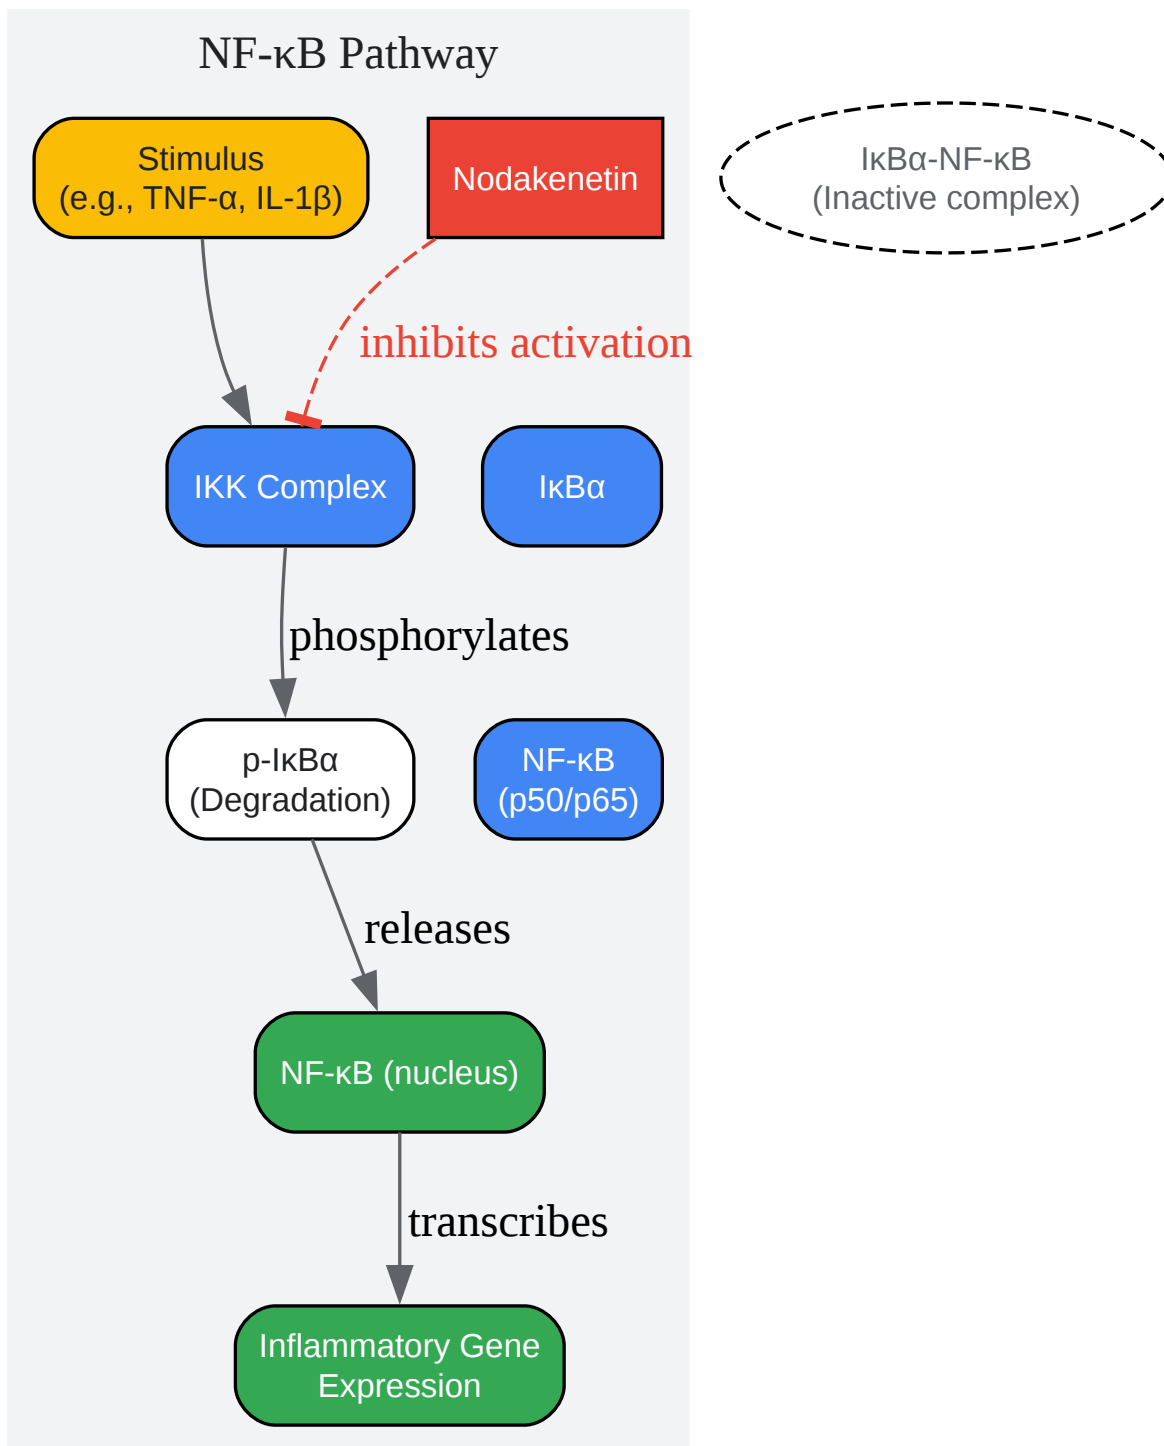 NF-κB Pathway
Stimulus
(e.g., TNF-α, IL-1β)
Nodakenetin
IκBα-NF-κB
(Inactive complex)
inhibits activation
IKK Complex
IκBα
phosphorylates
p-IκBα
(Degradation)
NF-κB
(p50/p65)
releases
NF-κB (nucleus)
transcribes
Inflammatory Gene
Expression